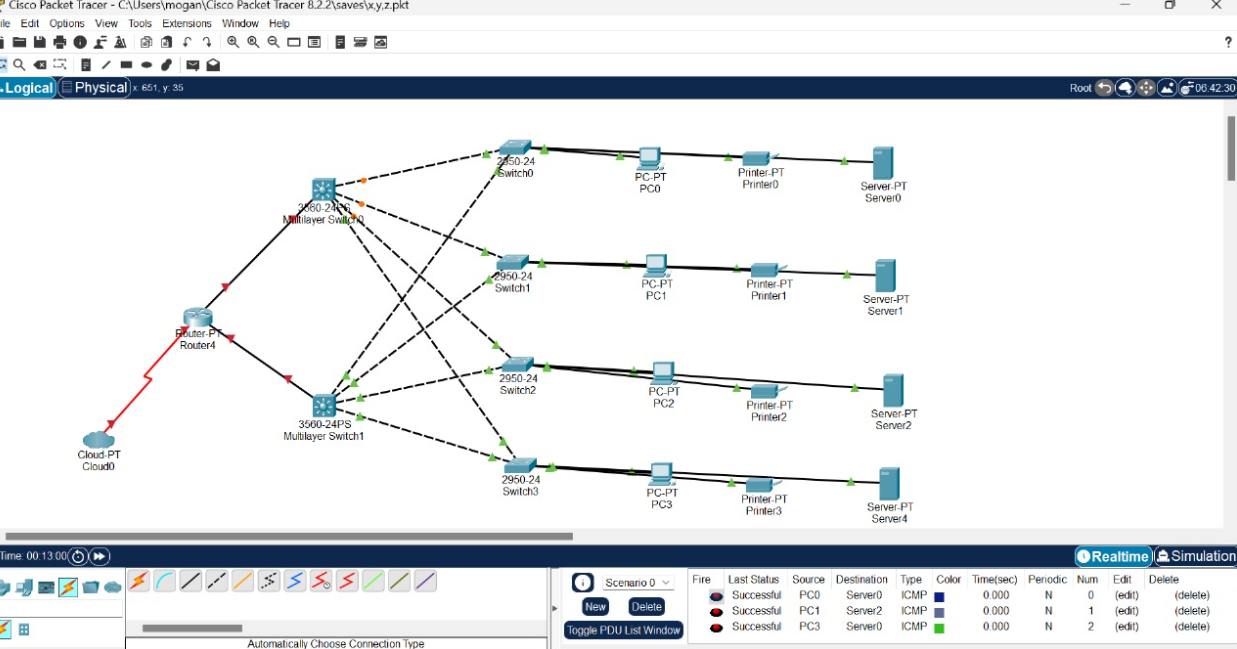 Cisco Packet Tracer - C:\Users\mogan\Cisco Packet Tracer 8.2.2\saves\x,y,z.pkt
ile Edit Options View Tools Extensions Window Help
?
Logical Physical x: 651, y: 35 Root 06:42:30
2950-24
Switch0
PC-PT
PC0
Printer-PT
Printer0
Server-PT
Server0
3560-24PS
Multilayer Switch0
2950-24
Switch1
PC-PT
PC1
Printer-PT
Printer1
Server-PT
Server1
Router-PT
Router4
2950-24
Switch2
PC-PT
PC2
Printer-PT
Printer2
Server-PT
Server2
3560-24PS
Multilayer Switch1
Cloud-PT
Cloud0
2950-24
Switch3
PC-PT
PC3
Printer-PT
Printer3
Server-PT
Server4
Time: 00:13:00 Realtime Simulation
Scenario 0
New Delete
Toggle PDU List Window
Fire Last Status Source Destination Type Color Time(sec) Periodic Num Edit Delete
Successful PC0 Server0 ICMP 0.000 N 0 (edit) (delete)
Successful PC1 Server2 ICMP 0.000 N 1 (edit) (delete)
Successful PC3 Server0 ICMP 0.000 N 2 (edit) (delete)
Automatically Choose Connection Type